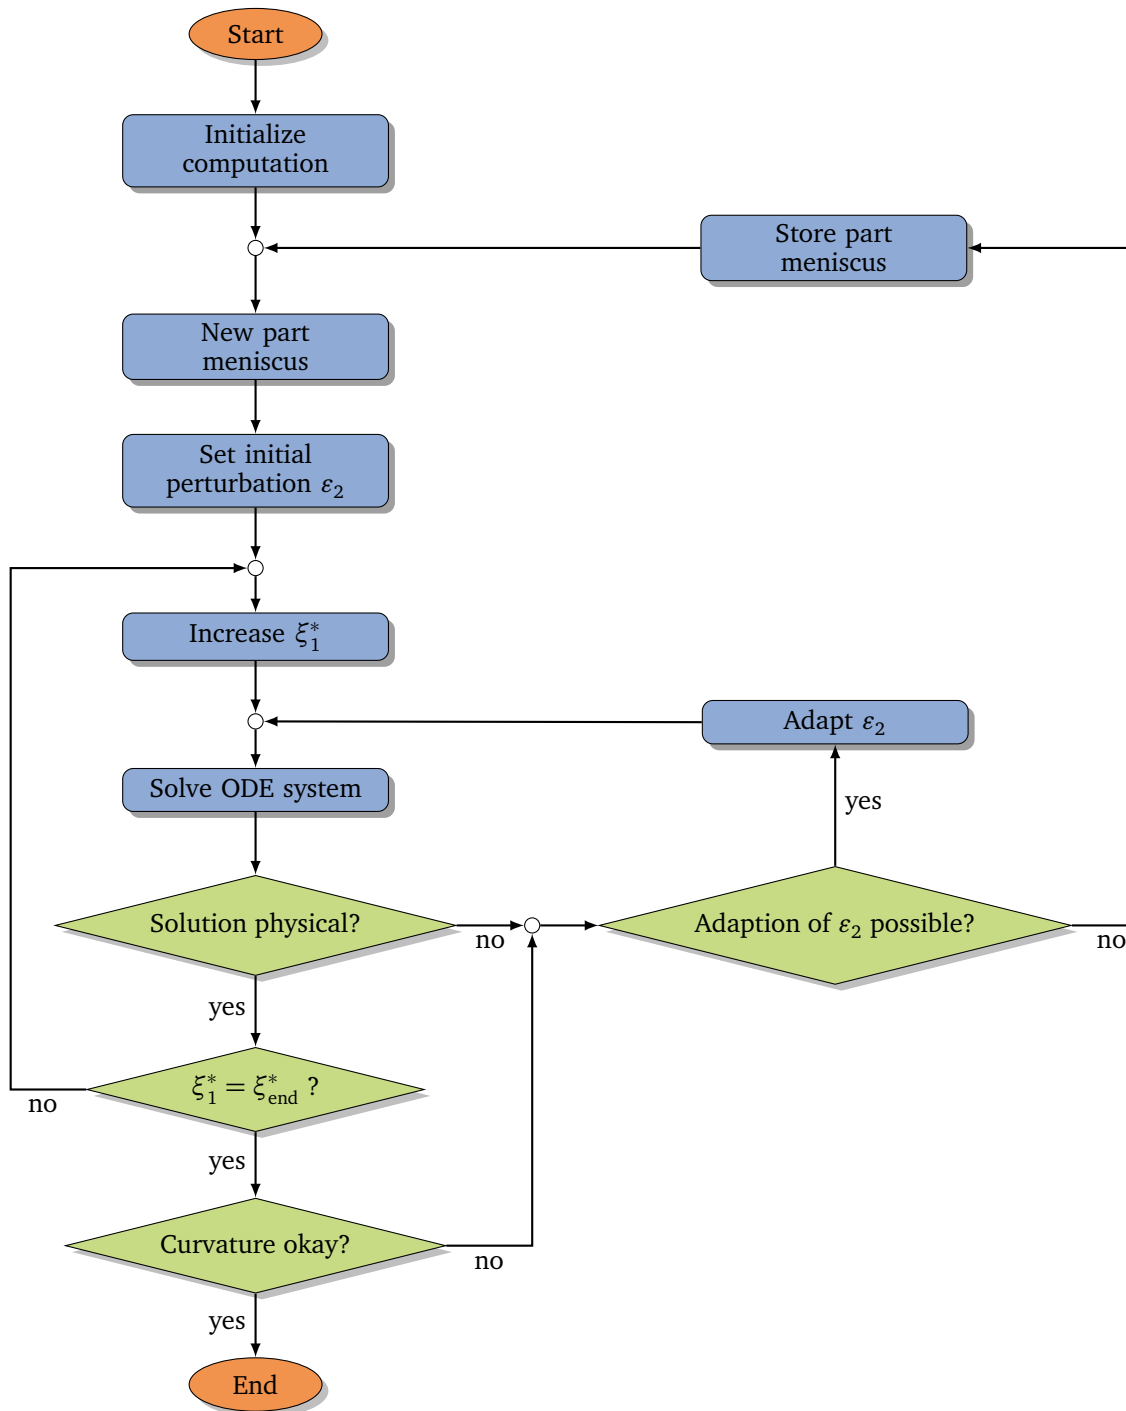 Start
Initialize
computation
Store part
meniscus
New part
meniscus
Set initial
perturbation ε₂
Increase ξ₁*
Adapt ε₂
Solve ODE system
yes
Solution physical?
no
Adaption of ε₂ possible?
no
yes
ξ₁* = ξ*ₑₙd ?
no
yes
Curvature okay?
no
yes
End